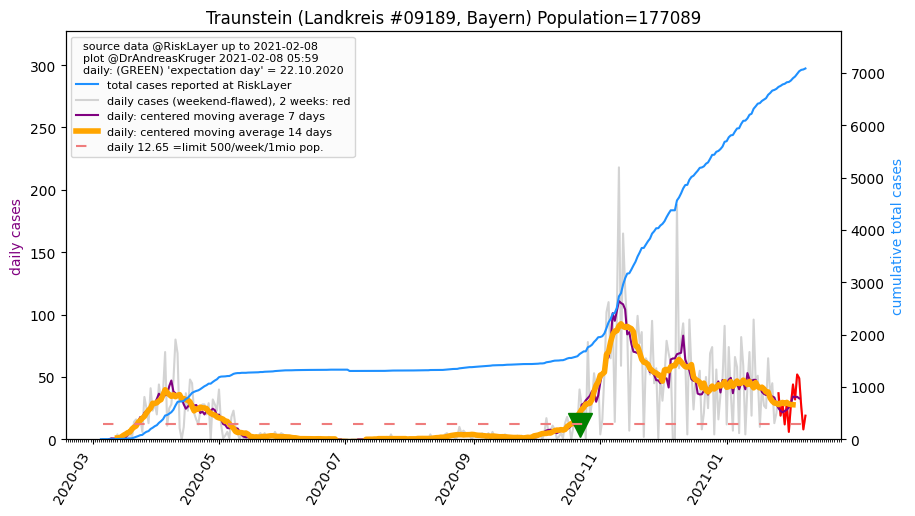 Traunstein (Landkreis #09189, Bayern) Population=177089
source data @RiskLayer up to 2021-02-08
plot @DrAndreasKruger 2021-02-08 05:59
daily: (GREEN) 'expectation day' = 22.10.2020
total cases reported at RiskLayer
daily cases (weekend-flawed), 2 weeks: red
daily: centered moving average 7 days
daily: centered moving average 14 days
daily 12.65 =limit 500/week/1mio pop.
daily cases
300
250
200
150
100
50
0
cumulative total cases
7000
6000
5000
4000
3000
2000
1000
0
2020-03
2020-05
2020-07
2020-09
2020-11
2021-01